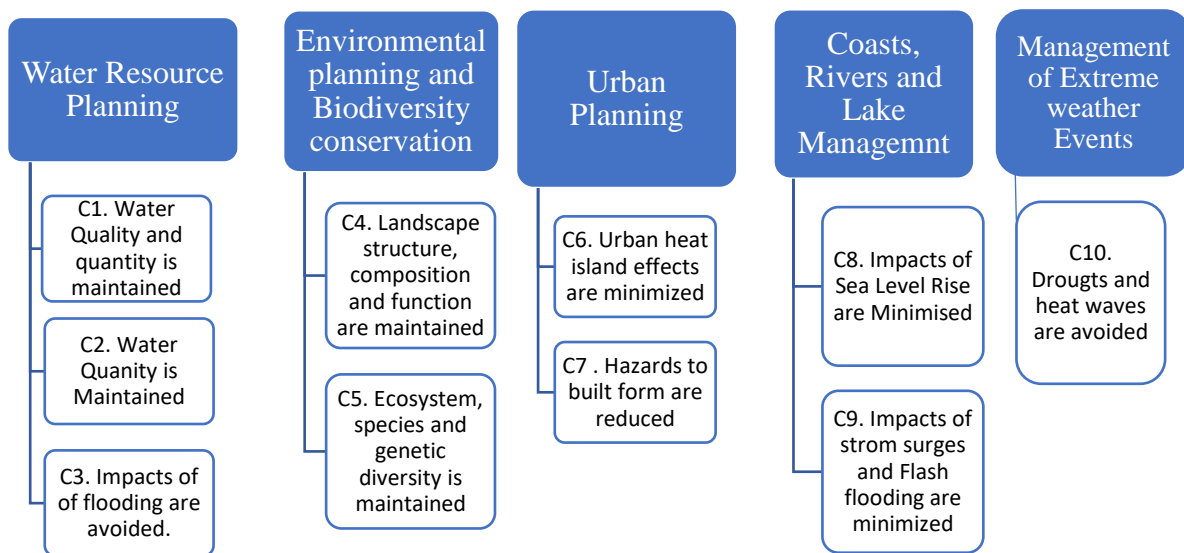 Water Resource
Planning
C1. Water
Quality and
quantity is
maintained
C2. Water
Quanity is
Maintained
C3. Impacts of
of flooding are
avoided.
Environmental
planning and
Biodiversity
conservation
C4. Landscape
structure,
composition
and function
are maintained
C5. Ecosystem,
species and
genetic
diversity is
maintained
Urban
Planning
C6. Urban heat
island effects
are minimized
C7 . Hazards to
built form are
reduced
Coasts,
Rivers and
Lake
Managemnt
C8. Impacts of
Sea Level Rise
are Minimised
C9. Impacts of
strom surges
and Flash
flooding are
minimized
Management
of Extreme
weather
Events
C10.
Drougts and
heat waves
are avoided